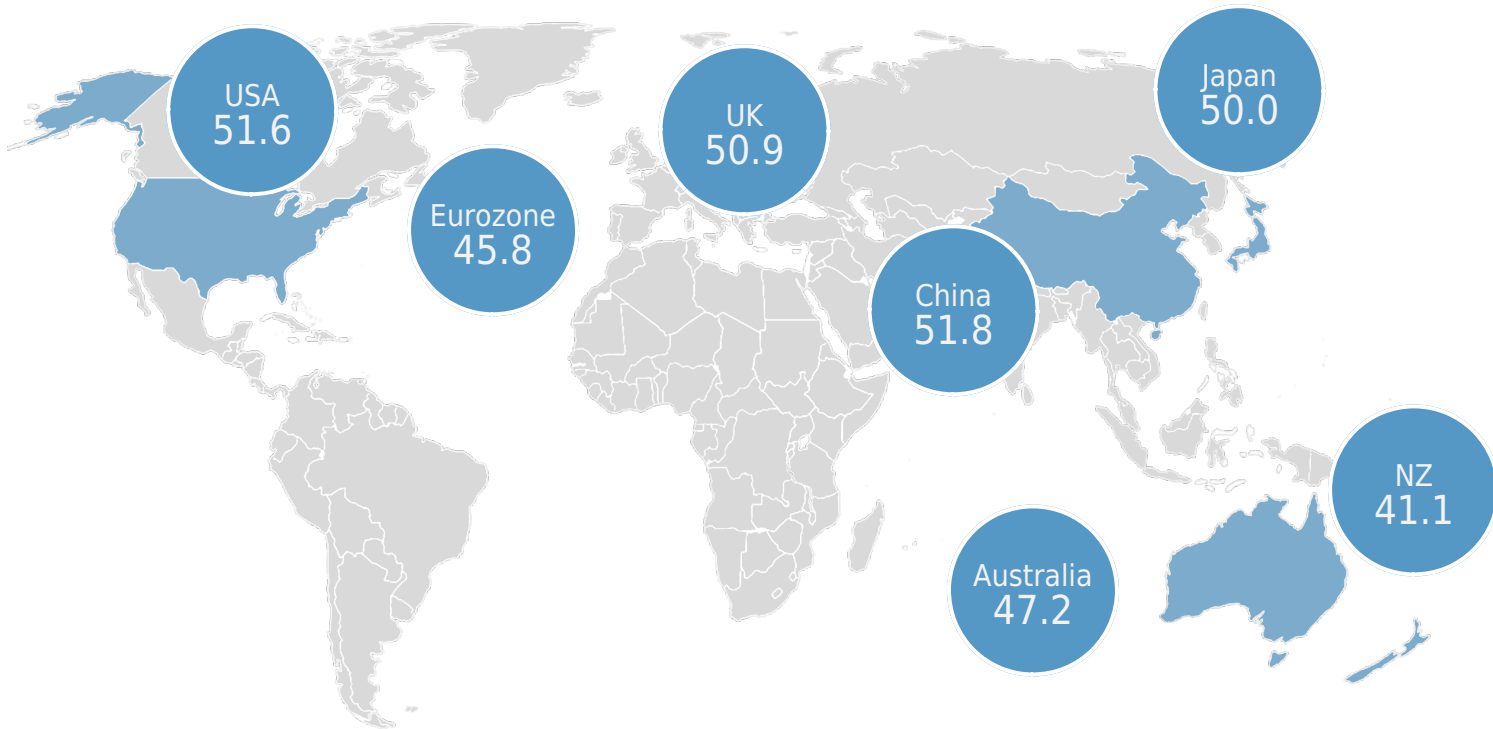 USA
51.6
Eurozone
45.8
UK
50.9
Japan
50.0
China
51.8
NZ
41.1
Australia
47.2